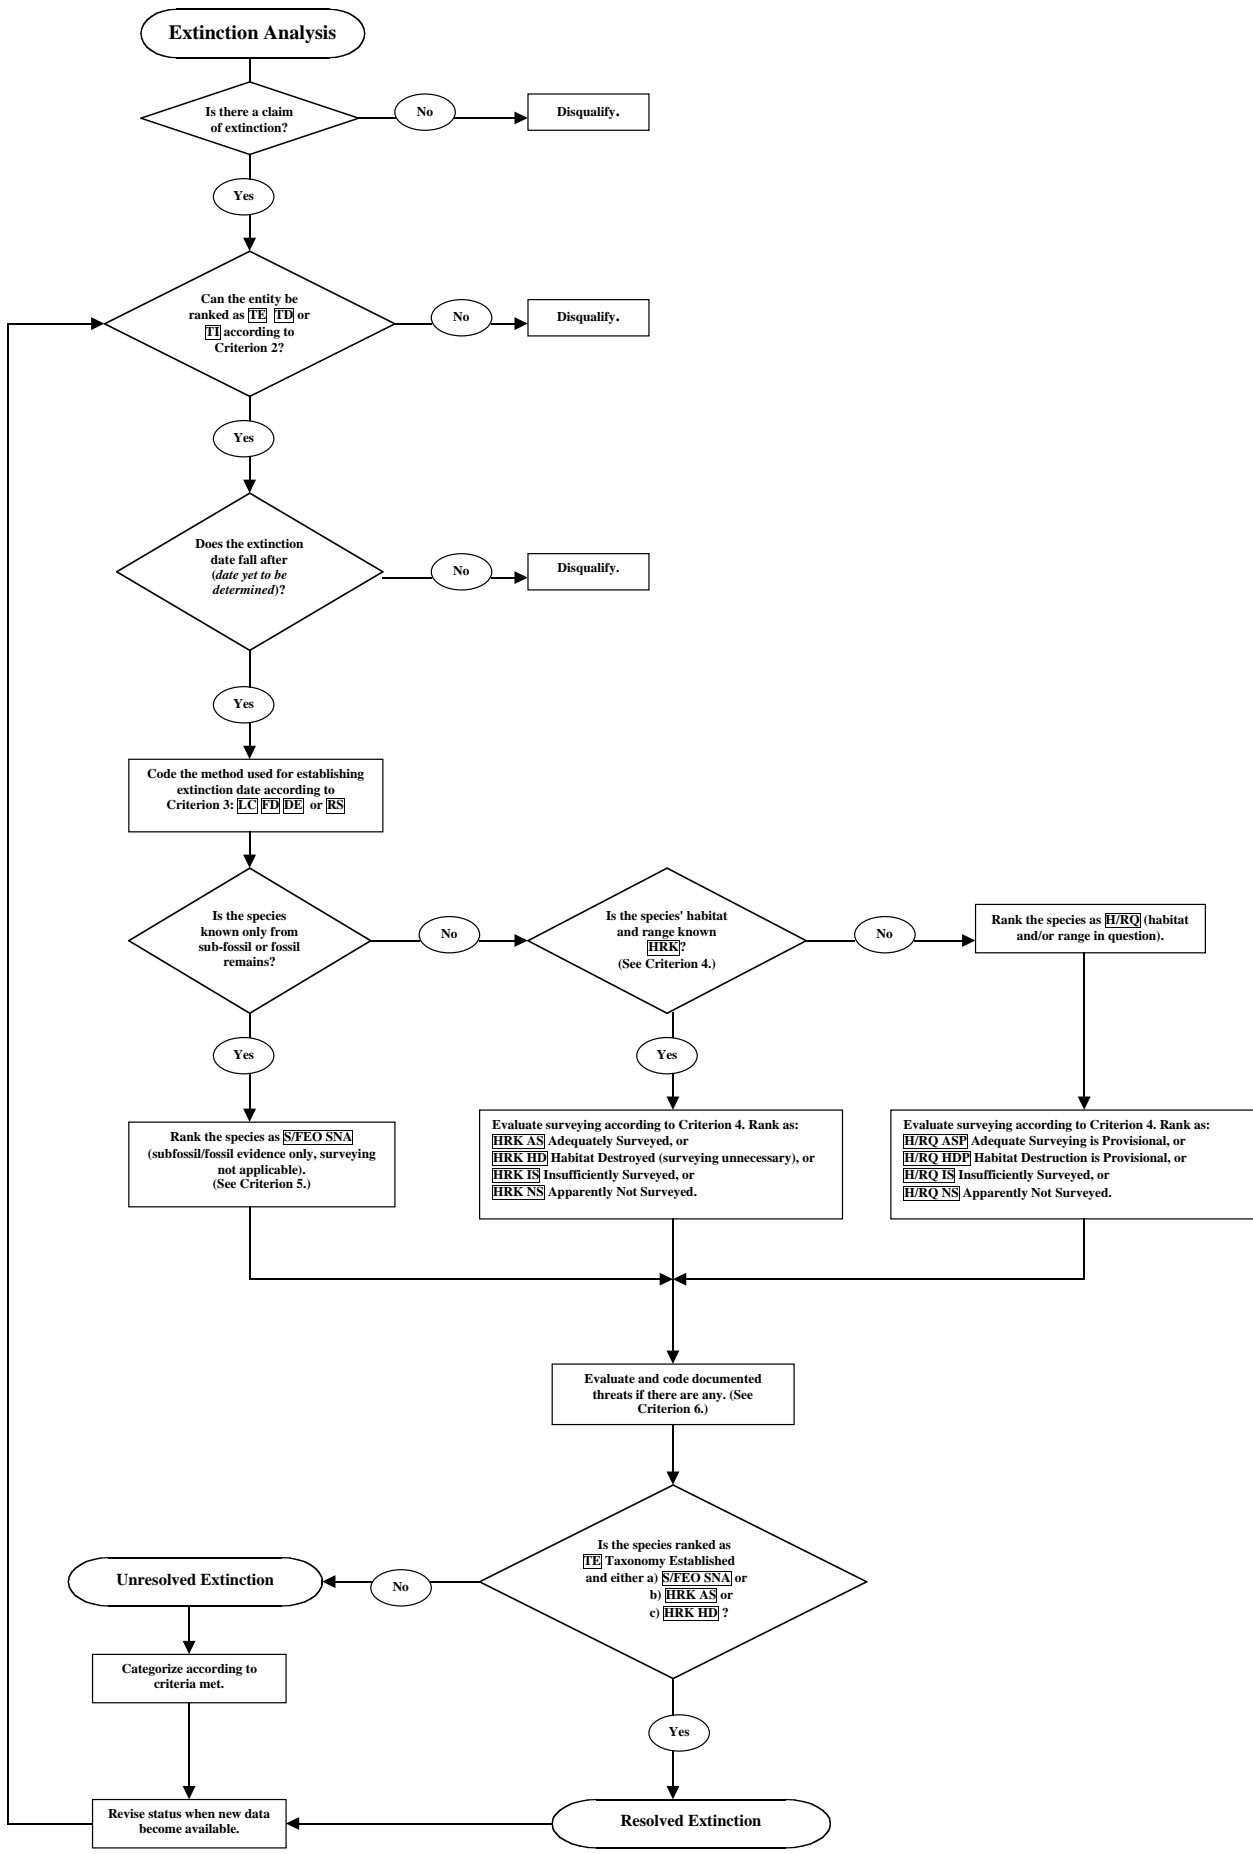 Extinction Analysis
Is there a claim
of extinction?
No
Disqualify.
Yes
Can the entity be
ranked as TE TD or
TI according to
Criterion 2?
No
Disqualify.
Yes
Does the extinction
date fall after
(date yet to be
determined)?
No
Disqualify.
Yes
Code the method used for establishing
extinction date according to
Criterion 3: LC FD DE or RS
Is the species
known only from
sub-fossil or fossil
remains?
No
Is the species' habitat
and range known
HRK?
(See Criterion 4.)
No
Rank the species as H/RQ (habitat
and/or range in question).
Yes
Yes
Rank the species as S/FEO SNA
(subfossil/fossil evidence only, surveying
not applicable).
(See Criterion 5.)
Evaluate surveying according to Criterion 4. Rank as:
HRK AS Adequately Surveyed, or
HRK HD Habitat Destroyed (surveying unnecessary), or
HRK IS Insufficiently Surveyed, or
HRK NS Apparently Not Surveyed.
Evaluate surveying according to Criterion 4. Rank as:
H/RQ ASP Adequate Surveying is Provisional, or
H/RQ HDP Habitat Destruction is Provisional, or
H/RQ IS Insufficiently Surveyed, or
H/RQ NS Apparently Not Surveyed.
Evaluate and code documented
threats if there are any. (See
Criterion 6.)
Is the species ranked as
TE Taxonomy Established
and either a) S/FEO SNA or
b) HRK AS or
c) HRK HD ?
No
Unresolved Extinction
Categorize according to
criteria met.
Yes
Revise status when new data
become available.
Resolved Extinction